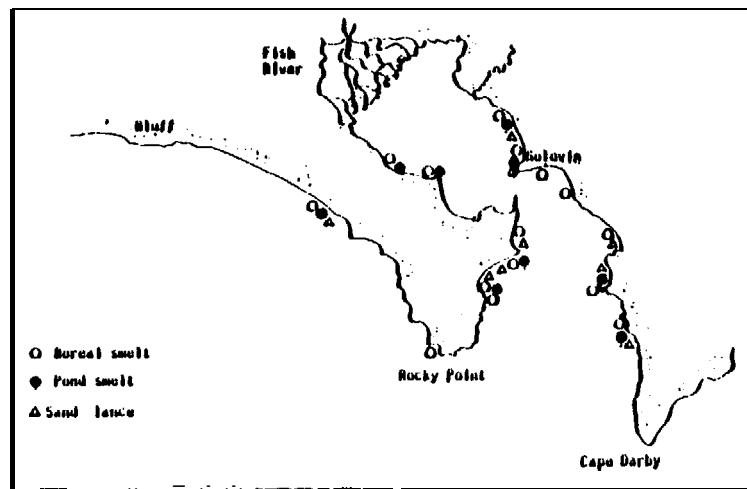 Fish
River
Bluff
Golovin
Boreal smelt
Pond smelt
Sand lance
Rocky Point
Cape Darby